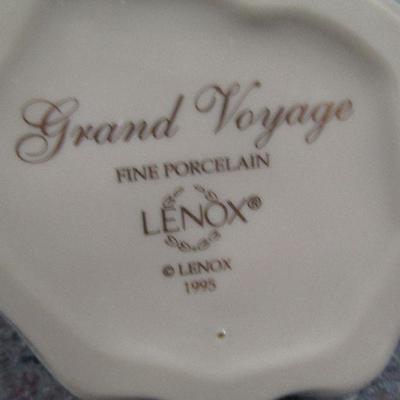 Grand Voyage
FINE PORCELAIN
LENOX®
© LENOX
1995